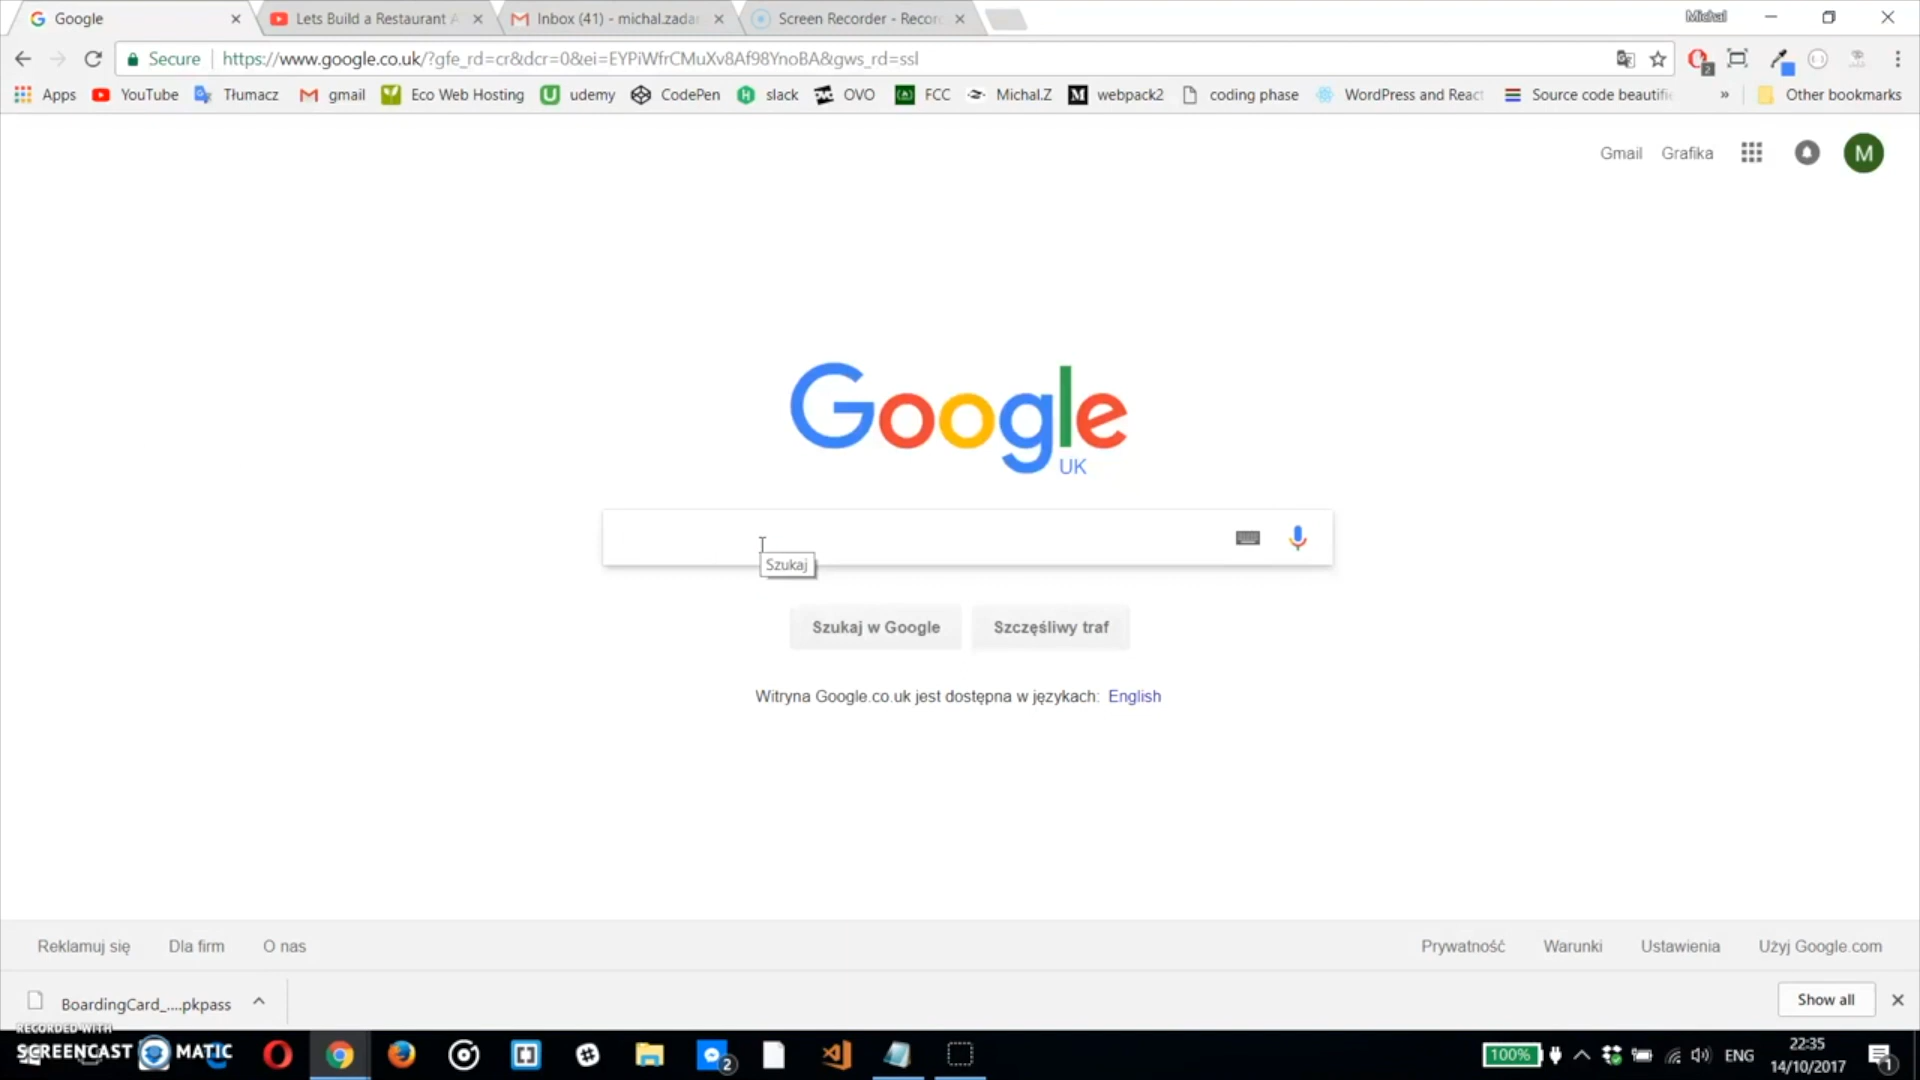 Google
Lets Build a Restaurant
Inbox (41) - michal.zada
Screen Recorder - Recor
Michal
Secure
https://www.google.co.uk/?gfe_rd=cr&dcr=0&ei=EYPiWfrCMuXv8Af98YnoBA&gws_rd=ssl
2
Apps
YouTube
Tłumacz
gmail
Eco Web Hosting
udemy
CodePen
slack
OVO
FCC
Michal.Z
webpack2
coding phase
WordPress and React
Source code beautifi
»
Other bookmarks
Gmail
Grafika
M
Google
UK
Szukaj
Szukaj w Google
Szczęśliwy traf
Witryna Google.co.uk jest dostępna w językach: English
Reklamuj się
Dla firm
O nas
Prywatność
Warunki
Ustawienia
Użyj Google.com
BoardingCard_....pkpass
Show all
RECORDED WITH
SCREENCAST MATIC
2
100%
ENG
22:35
14/10/2017
1